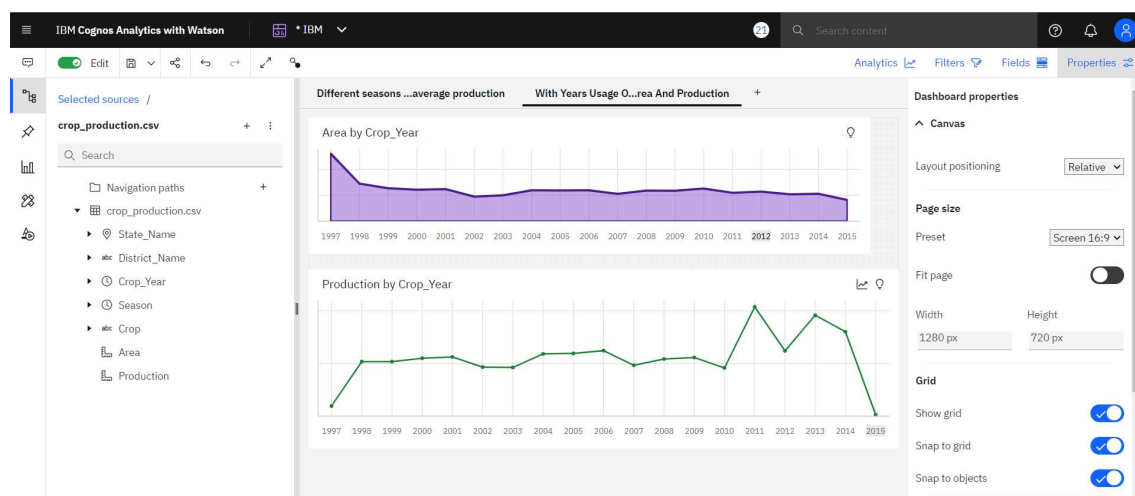 IBM Cognos Analytics with Watson
* IBM
21
Search content
Edit
Analytics
Filters
Fields
Properties
Selected sources /
crop_production.csv
Search
Navigation paths
crop_production.csv
State_Name
abc District_Name
Crop_Year
Season
abc Crop
Area
Production
Different seasons ...average production
With Years Usage O...rea And Production
Area by Crop_Year
1997 1998 1999 2000 2001 2002 2003 2004 2005 2006 2007 2008 2009 2010 2011 2012 2013 2014 2015
Production by Crop_Year
1997 1998 1999 2000 2001 2002 2003 2004 2005 2006 2007 2008 2009 2010 2011 2012 2013 2014 2015
Dashboard properties
Canvas
Layout positioning
Relative
Page size
Preset
Screen 16:9
Fit page
Width
Height
1280 px
720 px
Grid
Show grid
Snap to grid
Snap to objects